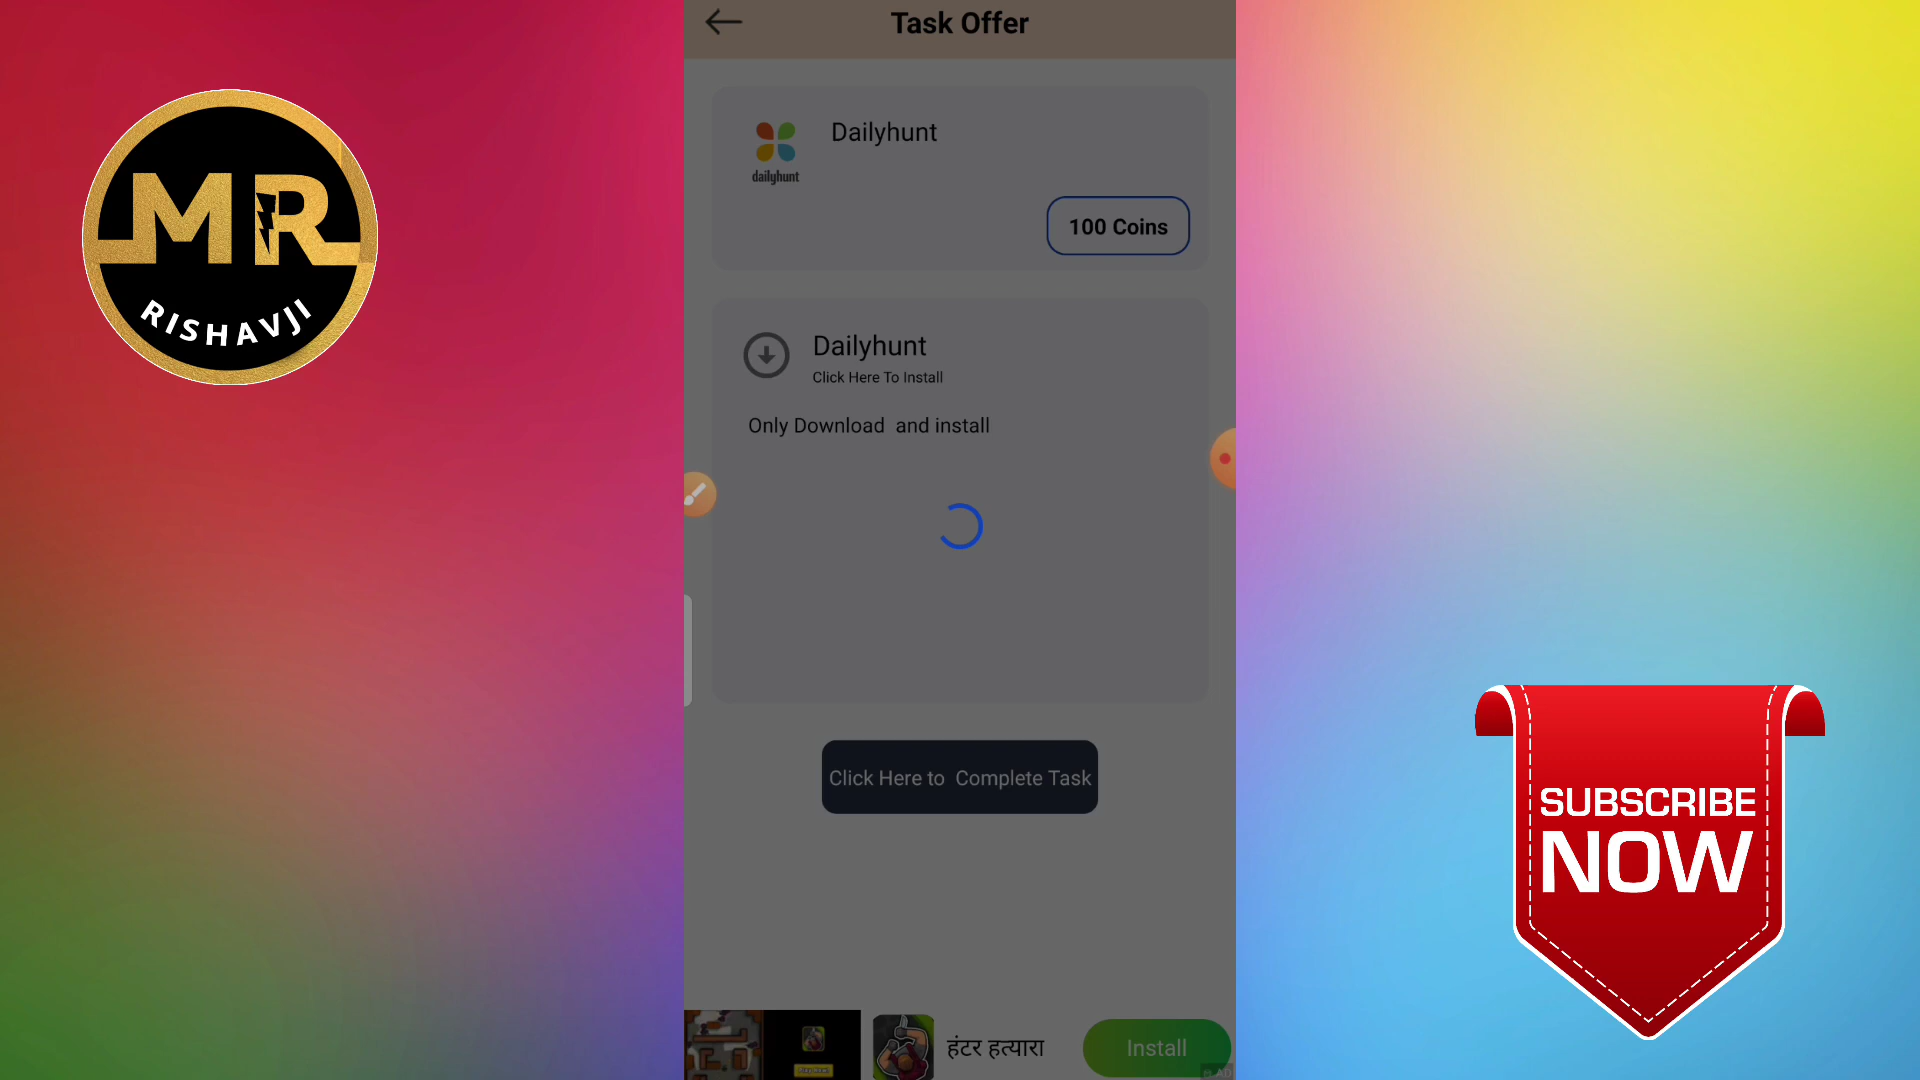 MR
RISHAVJI
Task Offer
Dailyhunt
dailyhunt
100 Coins
Dailyhunt
Click Here To Install
Only Download and install
Click Here to Complete Task
हंटर हत्यारा
Install
AD
SUBSCRIBE
NOW